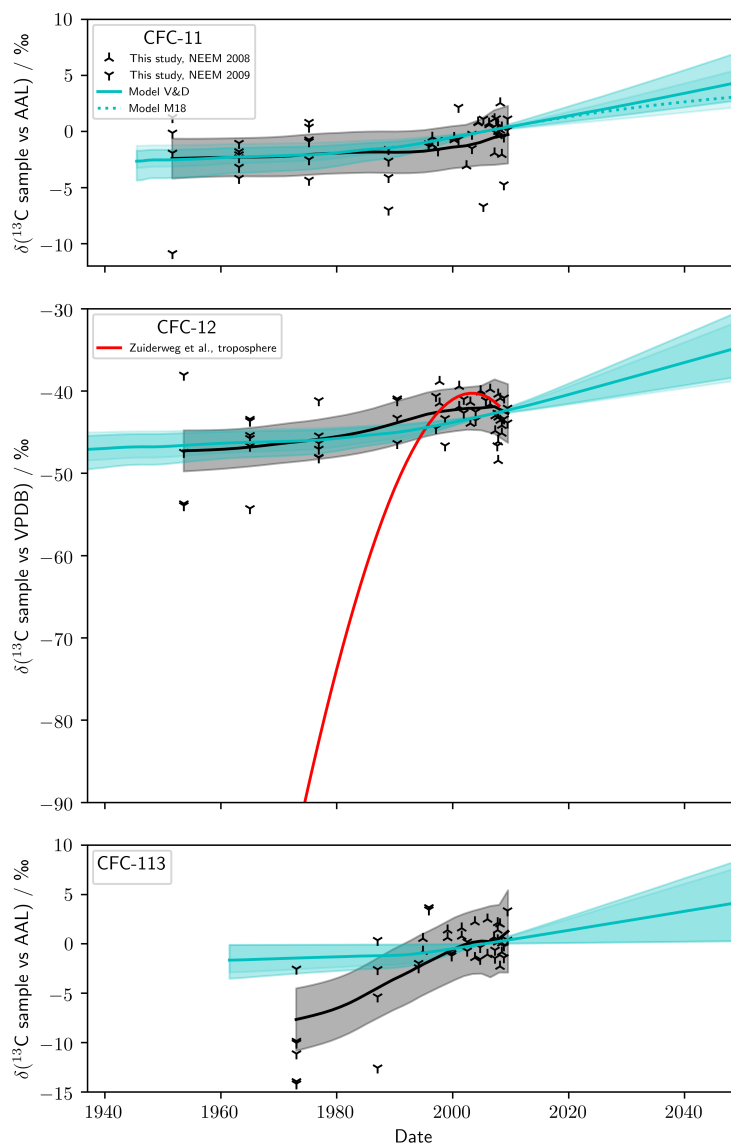 10
5
0
−5
−10
δ(¹³C sample vs AAL) / ‰
CFC-11
This study, NEEM 2008
This study, NEEM 2009
Model V&D
Model M18
−30
−40
−50
−60
−70
−80
−90
δ(¹³C sample vs VPDB) / ‰
CFC-12
Zuiderweg et al., troposphere
10
5
0
−5
−10
−15
δ(¹³C sample vs AAL) / ‰
CFC-113
1940 1960 1980 2000 2020 2040
Date